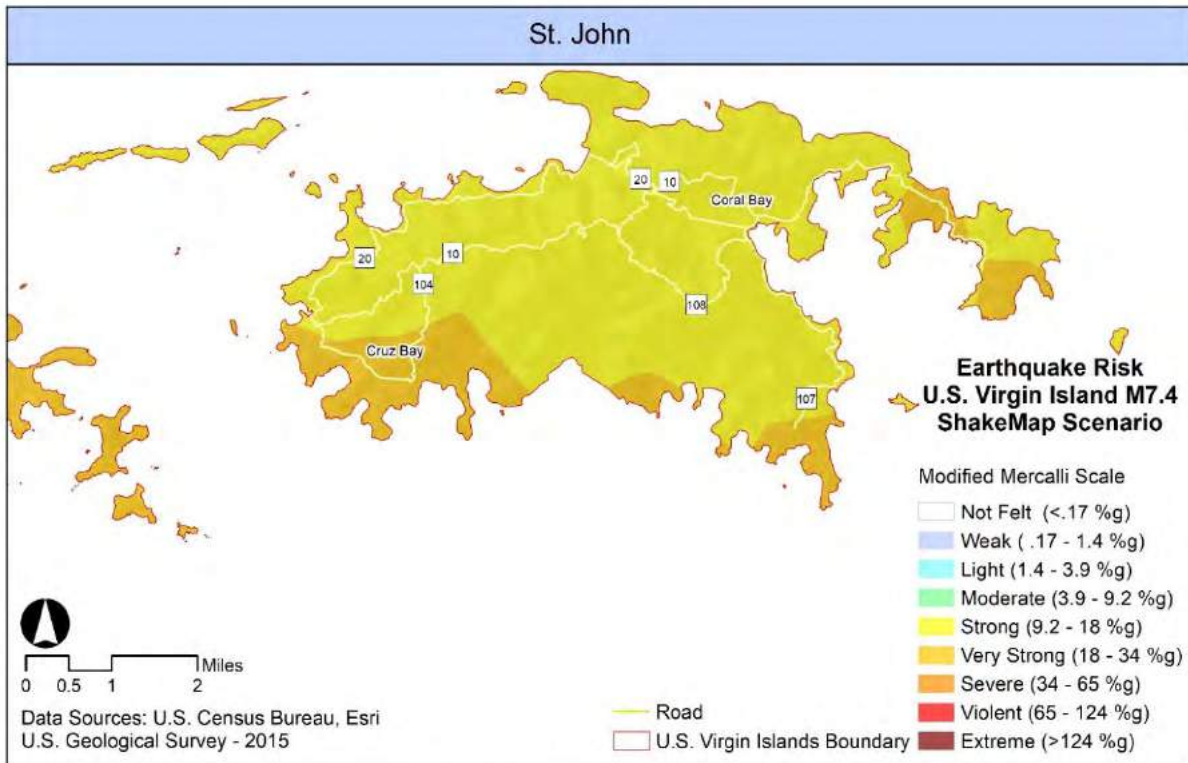 St. John
20
10
Coral Bay
20
10
104
108
Cruz Bay
107
Earthquake Risk
U.S. Virgin Island M7.4
ShakeMap Scenario
Modified Mercalli Scale
Not Felt (<.17 %g)
Weak ( .17 - 1.4 %g)
Light (1.4 - 3.9 %g)
Moderate (3.9 - 9.2 %g)
Strong (9.2 - 18 %g)
Very Strong (18 - 34 %g)
Severe (34 - 65 %g)
Violent (65 - 124 %g)
Extreme (>124 %g)
Miles
0 0.5 1 2
Data Sources: U.S. Census Bureau, Esri
U.S. Geological Survey - 2015
Road
U.S. Virgin Islands Boundary